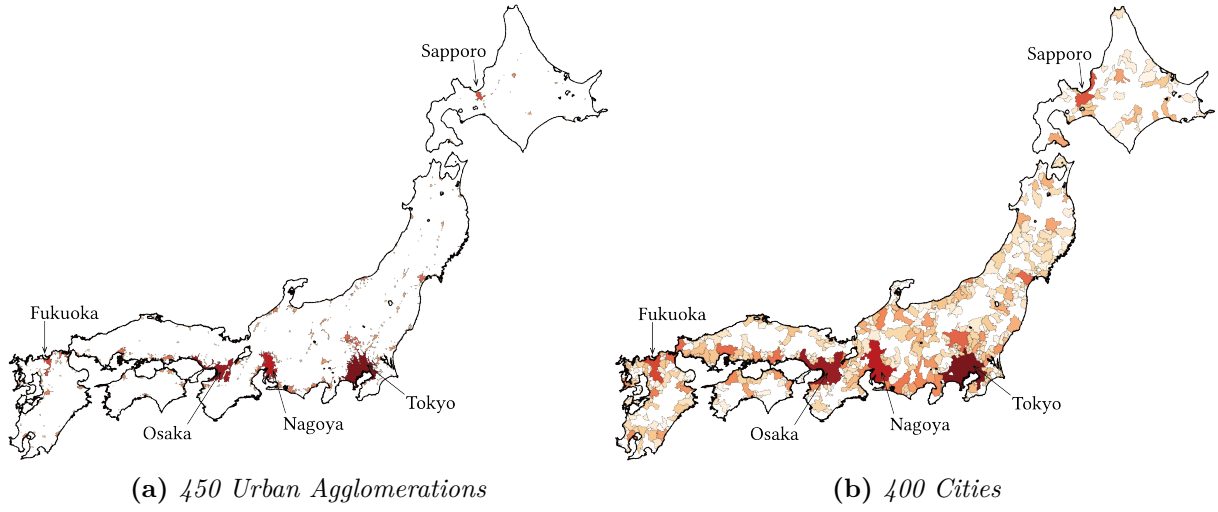 Sapporo
Fukuoka
Osaka
Nagoya
Tokyo
(a) 450 Urban Agglomerations
Sapporo
Fukuoka
Osaka
Nagoya
Tokyo
(b) 400 Cities